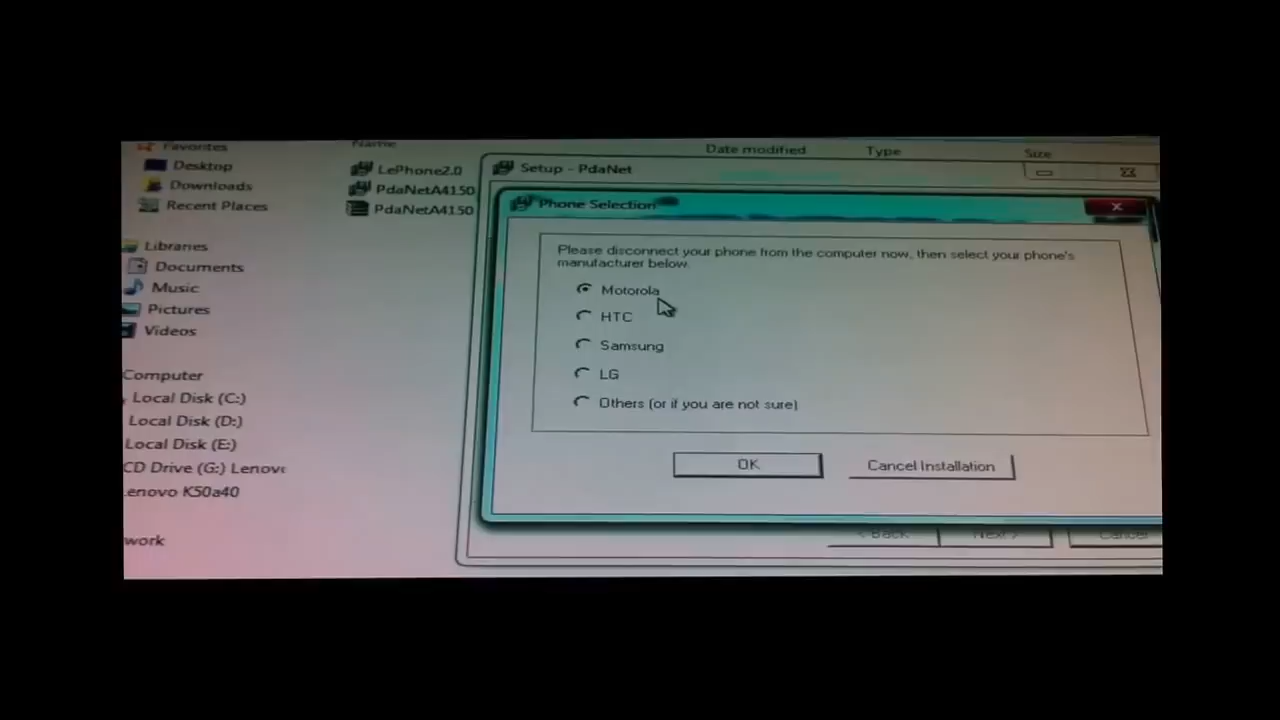 Favorites
Desktop
Downloads
Recent Places
Libraries
Documents
Music
Pictures
Videos
Computer
Local Disk (C:)
Local Disk (D:)
Local Disk (E:)
CD Drive (G:) Lenovo
Lenovo K50a40
work
Name
Date modified
Type
Size
LePhone2.0
PdaNetA4150
PdaNetA4150
Setup - PdaNet
Phone Selection
Please disconnect your phone from the computer now, then select your phone's
manufacturer below.
Motorola
HTC
Samsung
LG
Others (or if you are not sure)
OK
Cancel Installation
< Back
Next >
Cancel